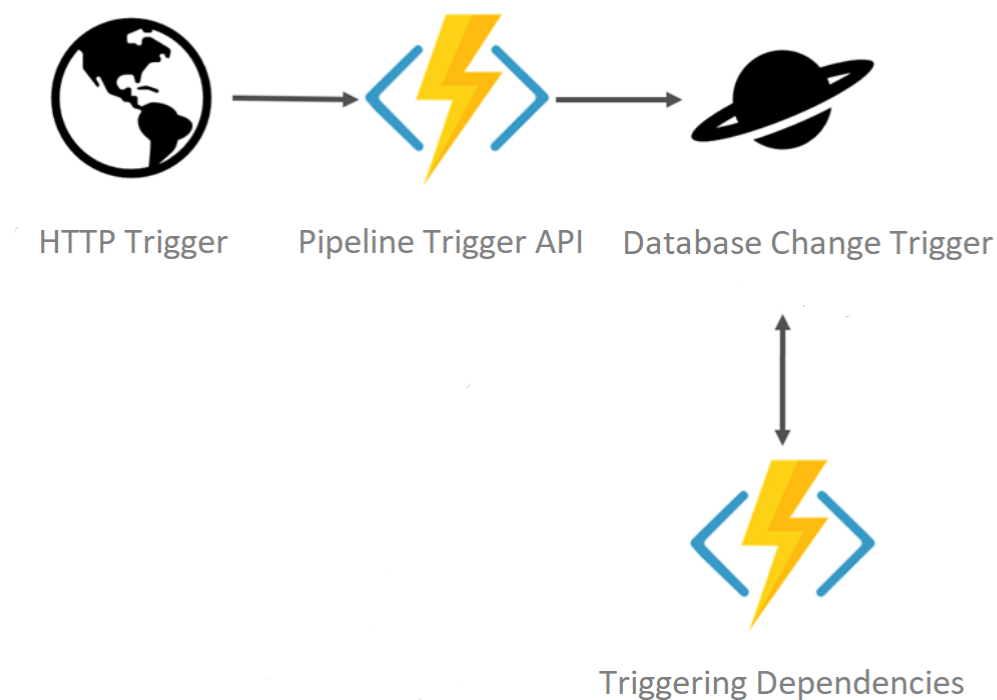 HTTP Trigger
Pipeline Trigger API
Database Change Trigger
Triggering Dependencies